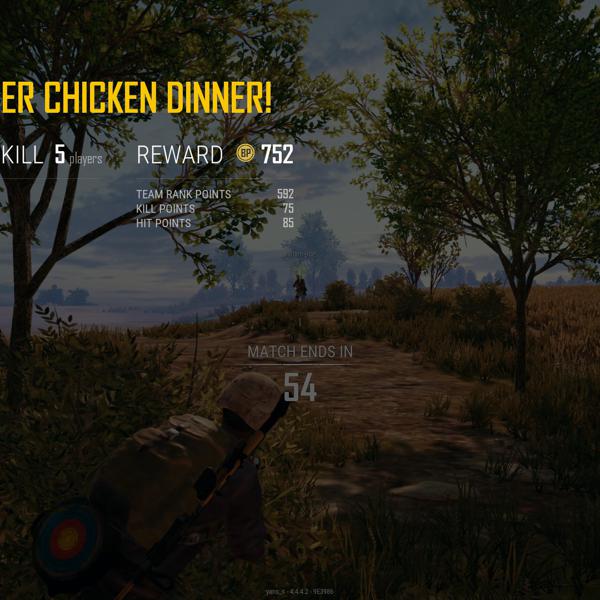 ER CHICKEN DINNER!
KILL 5 players REWARD BP 752
TEAM RANK POINTS 592
KILL POINTS 75
HIT POINTS 85
MATCH ENDS IN
54